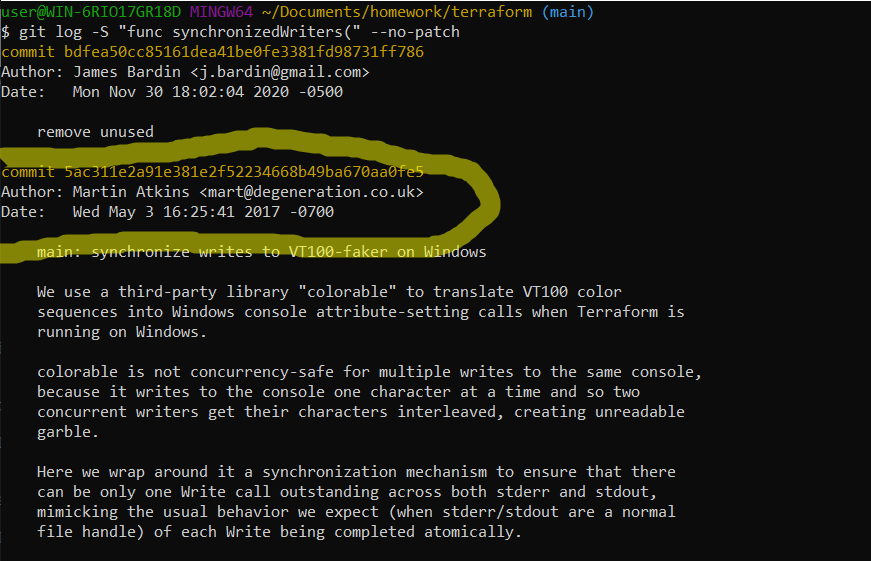 user@WIN-6RIO17GR18D MINGW64 ~/Documents/homework/terraform (main)
$ git log -S "func synchronizedWriters(" --no-patch
commit bdfea50cc85161dea41be0fe3381fd98731ff786
Author: James Bardin <j.bardin@gmail.com>
Date:   Mon Nov 30 18:02:04 2020 -0500
remove unused
commit 5ac311e2a91e381e2f52234668b49ba670aa0fe5
Author: Martin Atkins <mart@degeneration.co.uk>
Date:   Wed May 3 16:25:41 2017 -0700
main: synchronize writes to VT100-faker on Windows
We use a third-party library "colorable" to translate VT100 color
sequences into Windows console attribute-setting calls when Terraform is
running on Windows.
colorable is not concurrency-safe for multiple writes to the same console,
because it writes to the console one character at a time and so two
concurrent writers get their characters interleaved, creating unreadable
garble.
Here we wrap around it a synchronization mechanism to ensure that there
can be only one Write call outstanding across both stderr and stdout,
mimicking the usual behavior we expect (when stderr/stdout are a normal
file handle) of each Write being completed atomically.